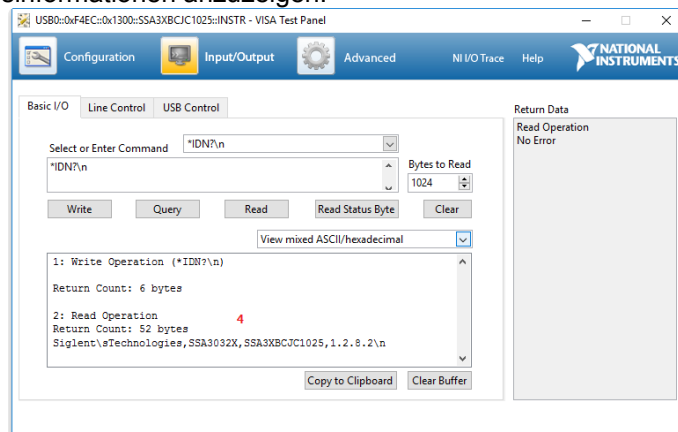 sinformationen anzuzeigen.
USB0::0xF4EC::0x1300::SSA3XBCJC1025::INSTR - VISA Test Panel
Configuration Input/Output Advanced NI I/O Trace Help NATIONAL INSTRUMENTS
Basic I/O Line Control USB Control Return Data
Read Operation
No Error
Select or Enter Command *IDN?\n
*IDN?\n Bytes to Read
1024
Write Query Read Read Status Byte Clear
View mixed ASCII/hexadecimal
1: Write Operation (*IDN?\n)
Return Count: 6 bytes
2: Read Operation 4
Return Count: 52 bytes
Siglent\sTechnologies,SSA3032X,SSA3XBCJC1025,1.2.8.2\n
Copy to Clipboard Clear Buffer